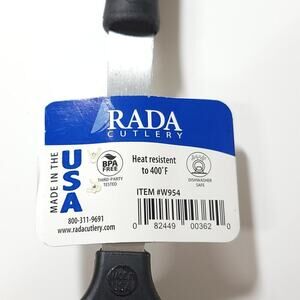 RADA
CUTLERY
MADE IN THE
USA
BPA
FREE
THIRD-PARTY
TESTED
Heat resistent
to 400°F
DISHWASHER
SAFE
800-311-9691
www.radacutlery.com
ITEM #W954
0 82449 00362 0